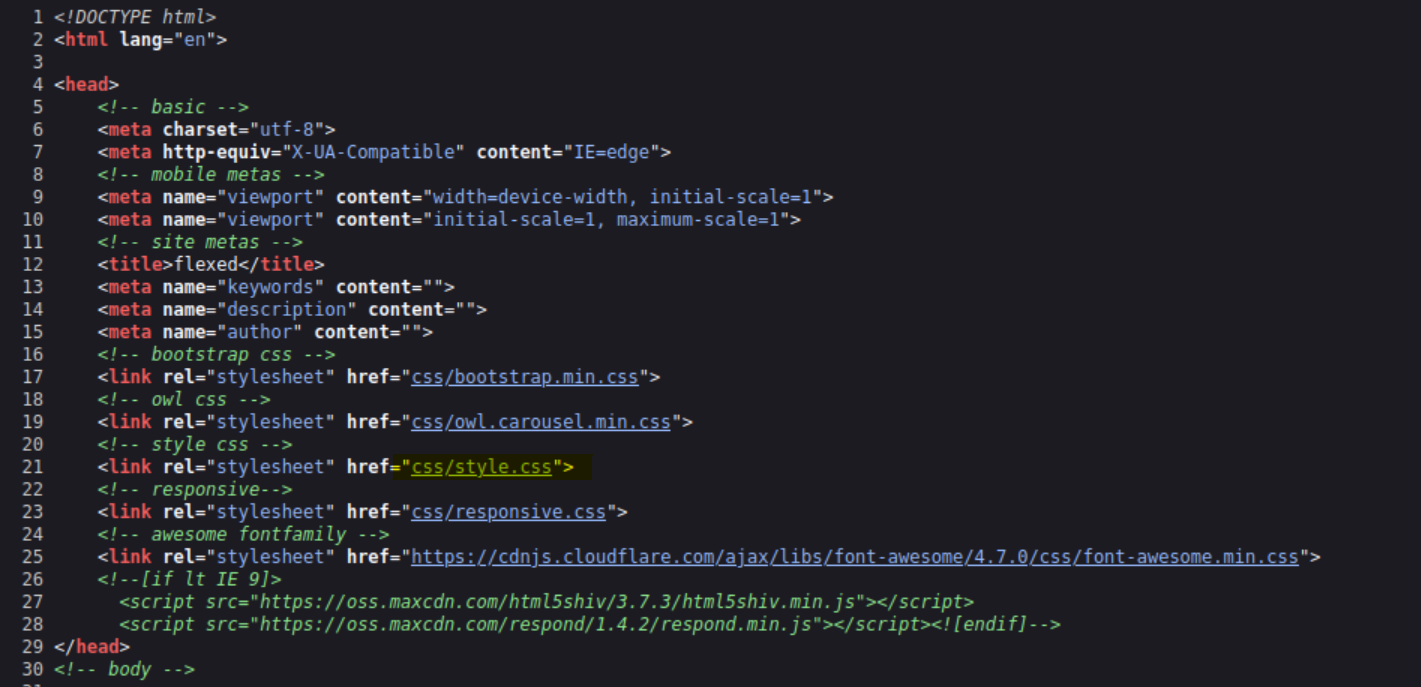 1 <!DOCTYPE html>
2 <html lang="en">
3
4 <head>
5 <!-- basic -->
6 <meta charset="utf-8">
7 <meta http-equiv="X-UA-Compatible" content="IE=edge">
8 <!-- mobile metas -->
9 <meta name="viewport" content="width=device-width, initial-scale=1">
10 <meta name="viewport" content="initial-scale=1, maximum-scale=1">
11 <!-- site metas -->
12 <title>flexed</title>
13 <meta name="keywords" content="">
14 <meta name="description" content="">
15 <meta name="author" content="">
16 <!-- bootstrap css -->
17 <link rel="stylesheet" href="css/bootstrap.min.css">
18 <!-- owl css -->
19 <link rel="stylesheet" href="css/owl.carousel.min.css">
20 <!-- style css -->
21 <link rel="stylesheet" href="css/style.css">
22 <!-- responsive-->
23 <link rel="stylesheet" href="css/responsive.css">
24 <!-- awesome fontfamily -->
25 <link rel="stylesheet" href="https://cdnjs.cloudflare.com/ajax/libs/font-awesome/4.7.0/css/font-awesome.min.css">
26 <!--[if lt IE 9]>
27 <script src="https://oss.maxcdn.com/html5shiv/3.7.3/html5shiv.min.js"></script>
28 <script src="https://oss.maxcdn.com/respond/1.4.2/respond.min.js"></script><![endif]-->
29 </head>
30 <!-- body -->